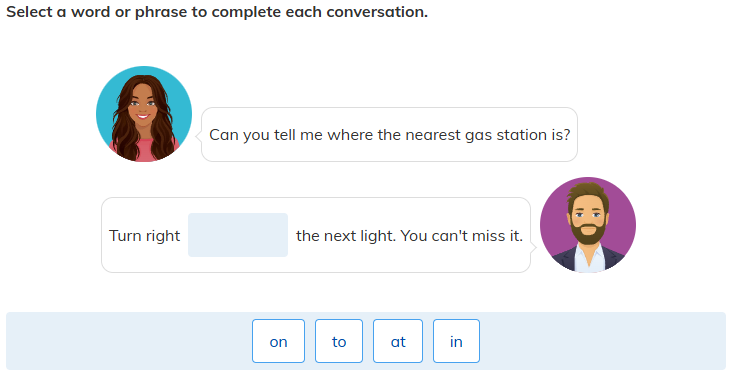 Select a word or phrase to complete each conversation.
Can you tell me where the nearest gas station is?
Turn right the next light. You can't miss it.
on to at in